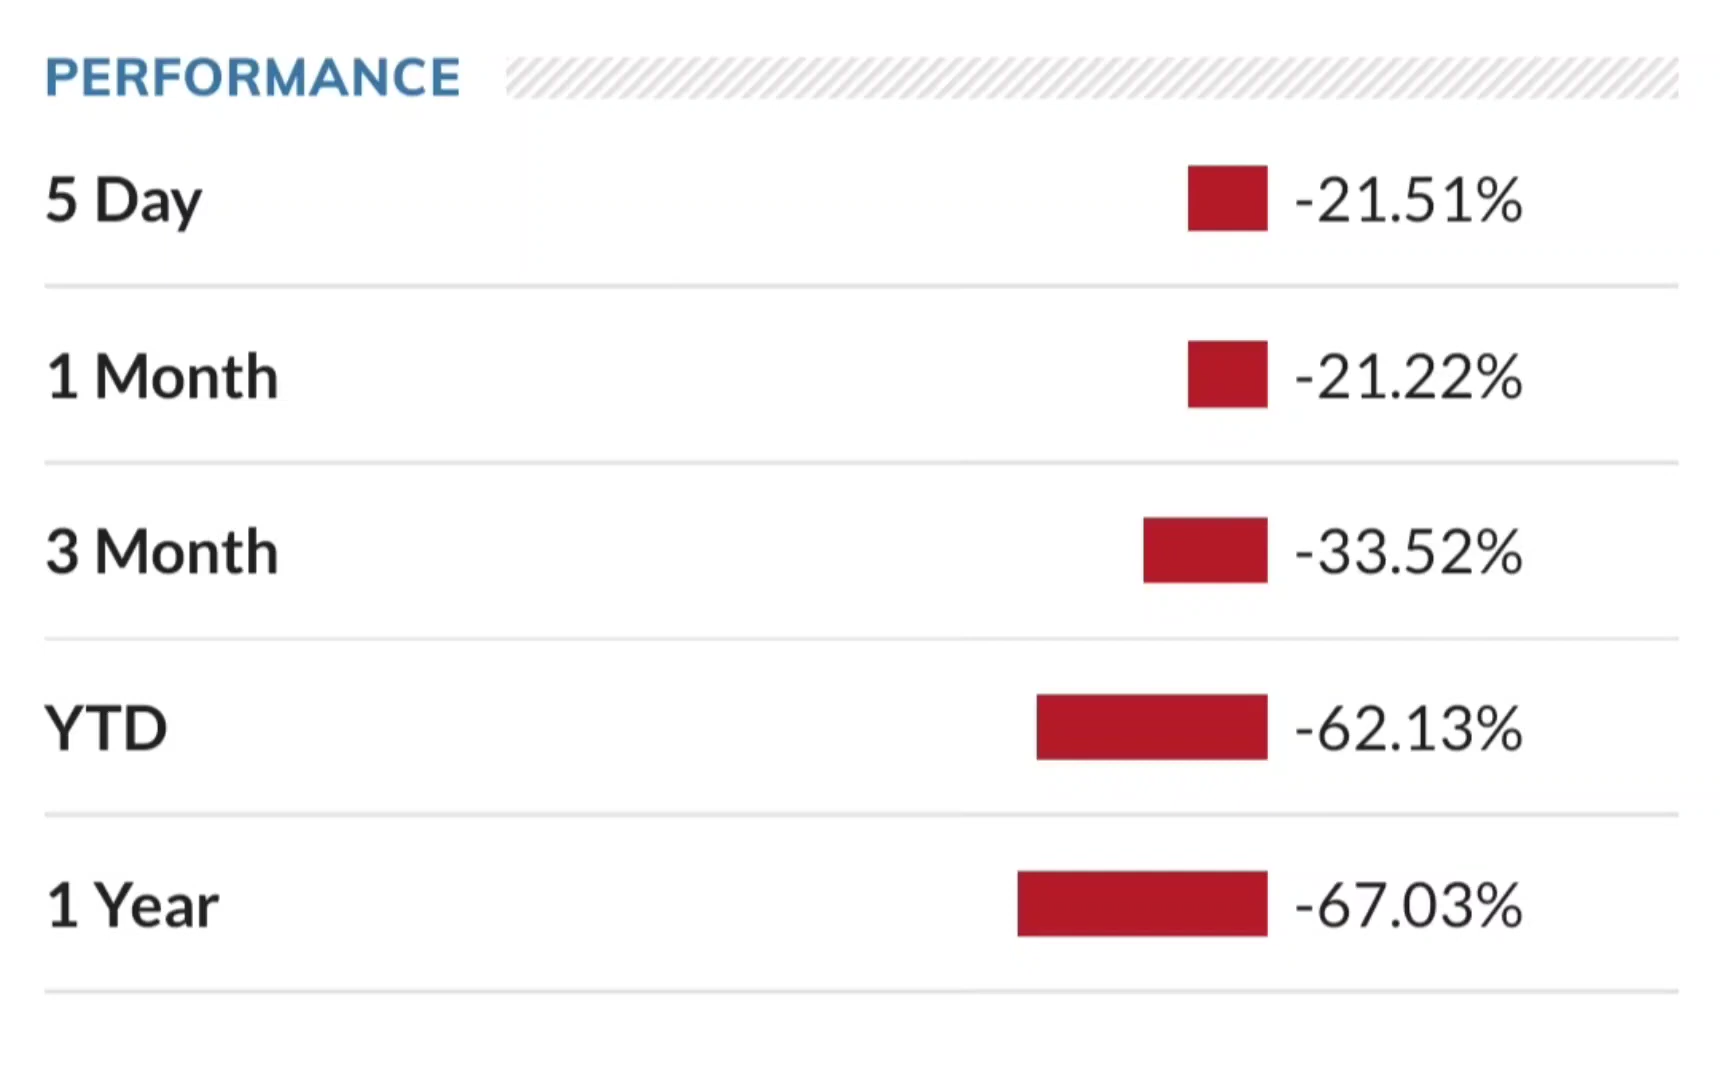 PERFORMANCE
5 Day -21.51%
1 Month -21.22%
3 Month -33.52%
YTD -62.13%
1 Year -67.03%